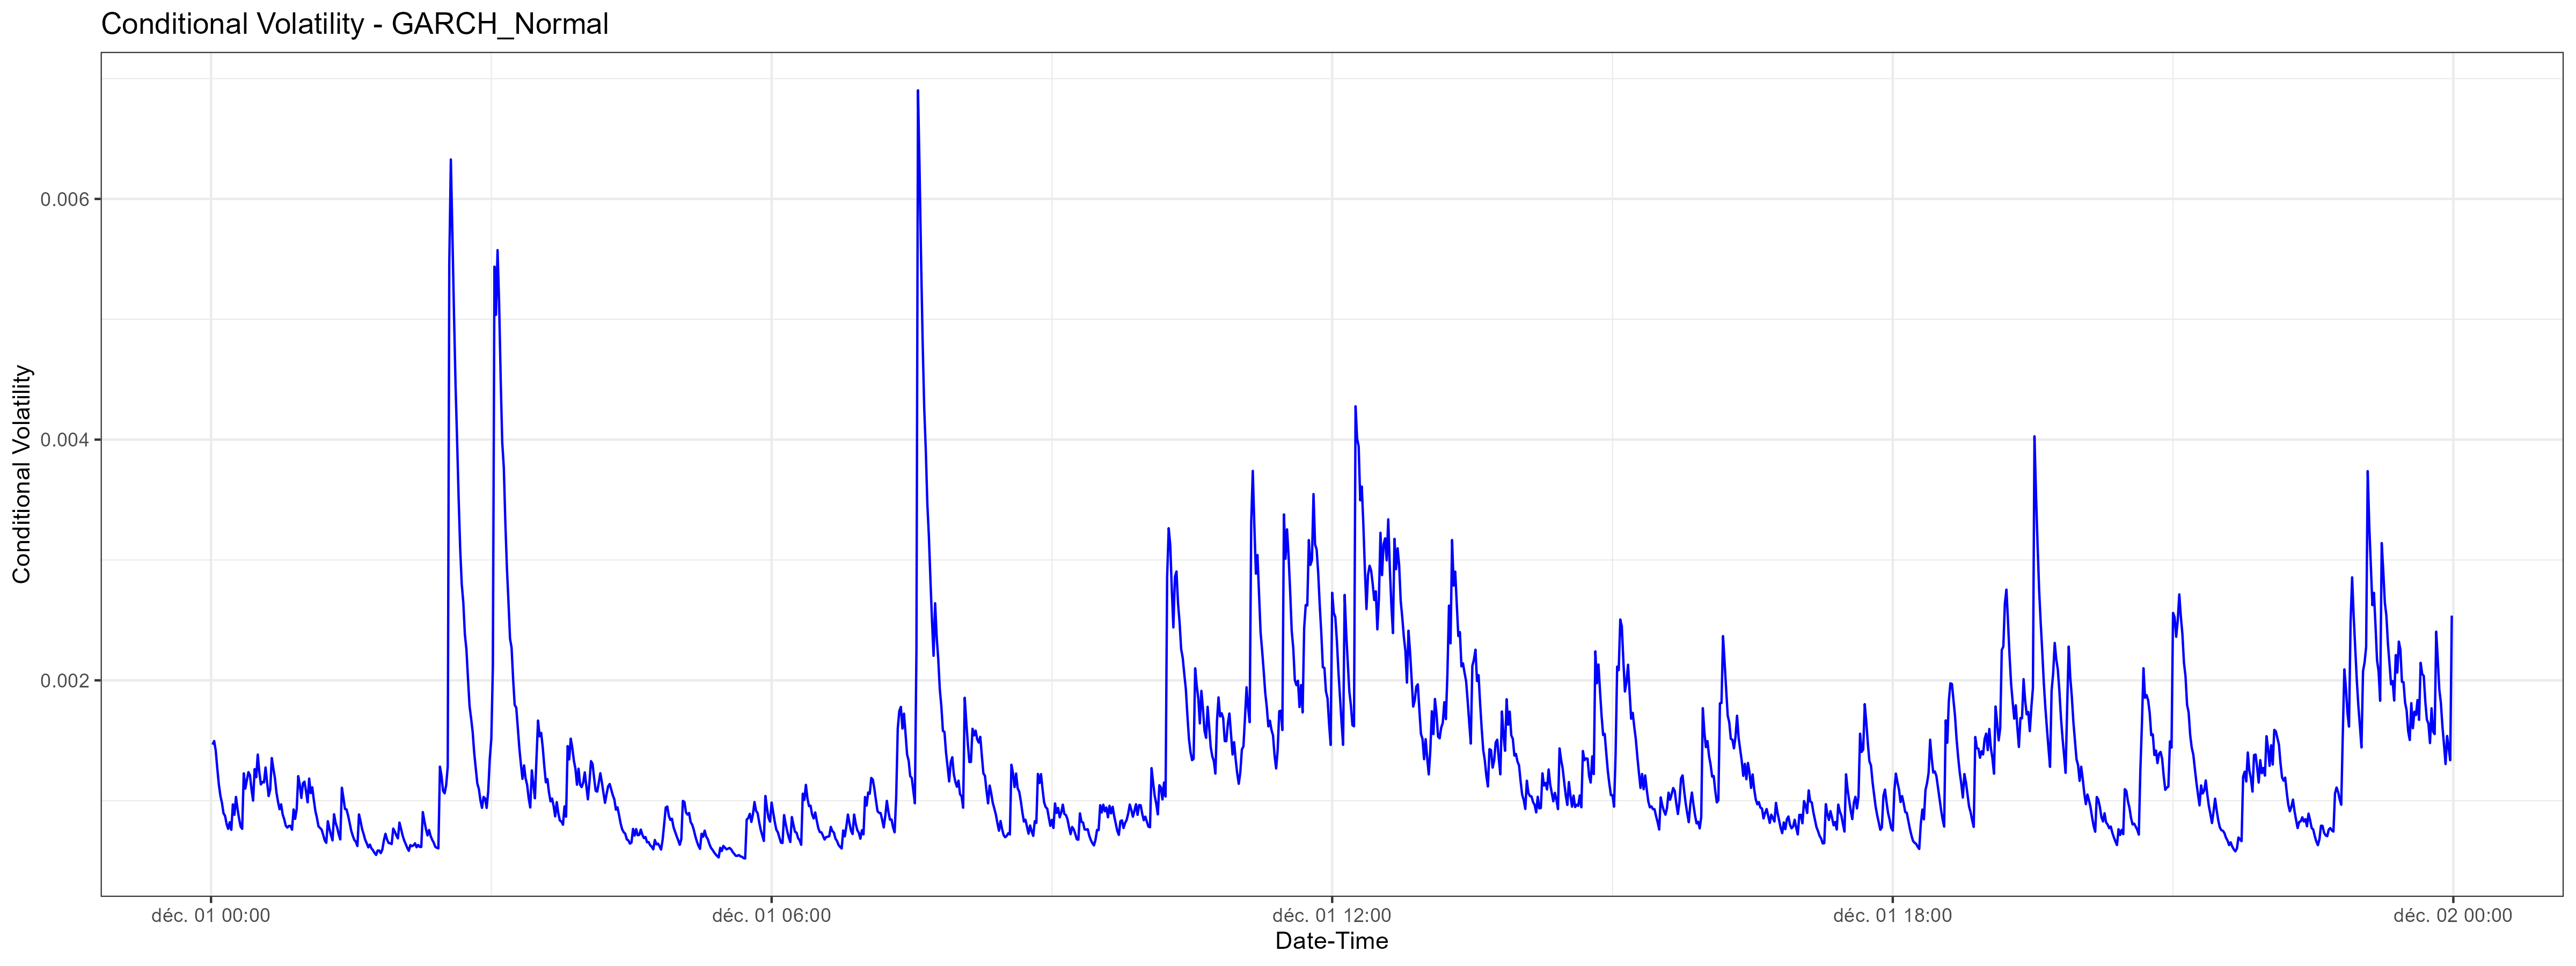 Conditional Volatility - GARCH_Normal
Conditional Volatility
0.006
0.004
0.002
déc. 01 00:00
déc. 01 06:00
déc. 01 12:00
déc. 01 18:00
déc. 02 00:00
Date-Time